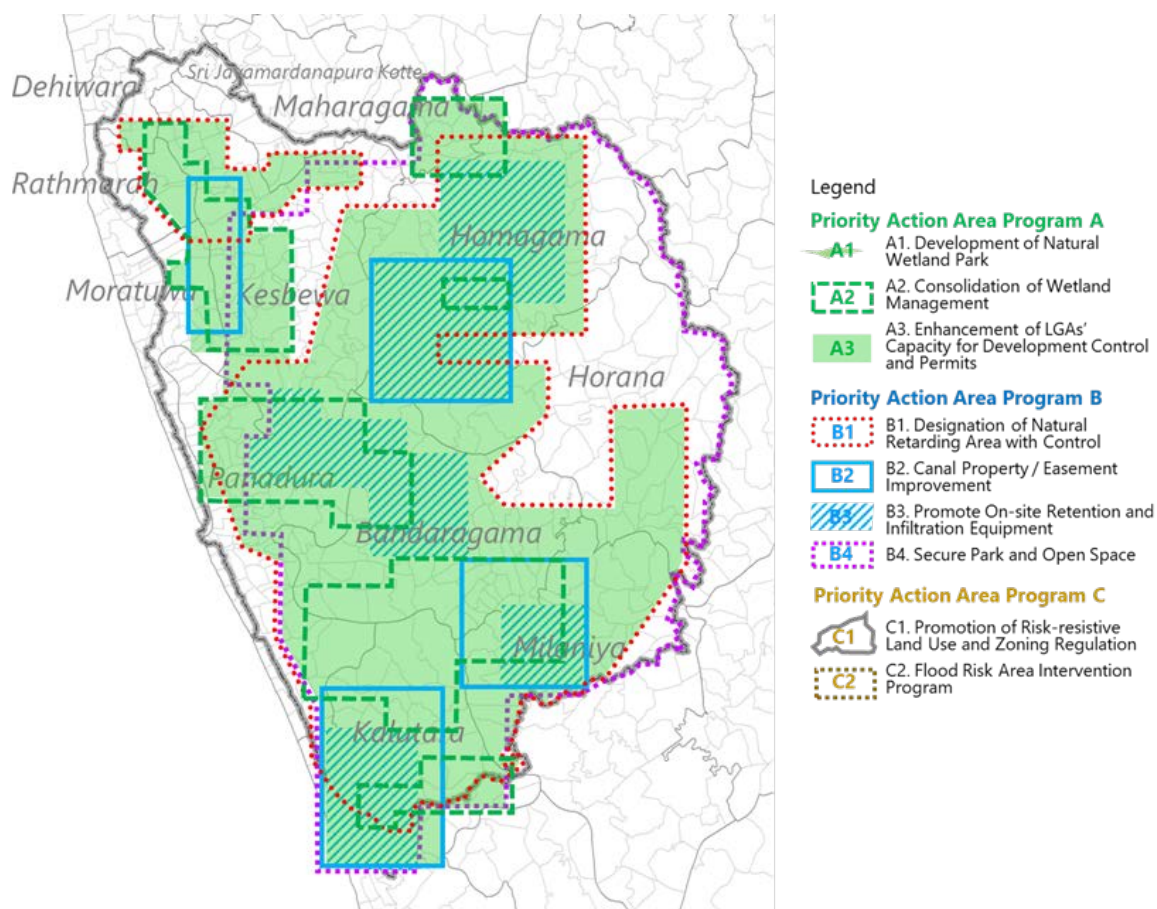 Sri Jayamardanapura Kotte
Dehiwara
Maharagama
Rathmarah
Homagama
Moratuwa
Kesbewa
Horana
Panadura
Bandaragama
Milaniya
Kalutara
Legend
Priority Action Area Program A
A1
A1. Development of Natural
Wetland Park
A2
A2. Consolidation of Wetland
Management
A3
A3. Enhancement of LGAs'
Capacity for Development Control
and Permits
Priority Action Area Program B
B1
B1. Designation of Natural
Retarding Area with Control
B2
B2. Canal Property / Easement
Improvement
B3
B3. Promote On-site Retention and
Infiltration Equipment
B4
B4. Secure Park and Open Space
Priority Action Area Program C
C1
C1. Promotion of Risk-resistive
Land Use and Zoning Regulation
C2
C2. Flood Risk Area Intervention
Program